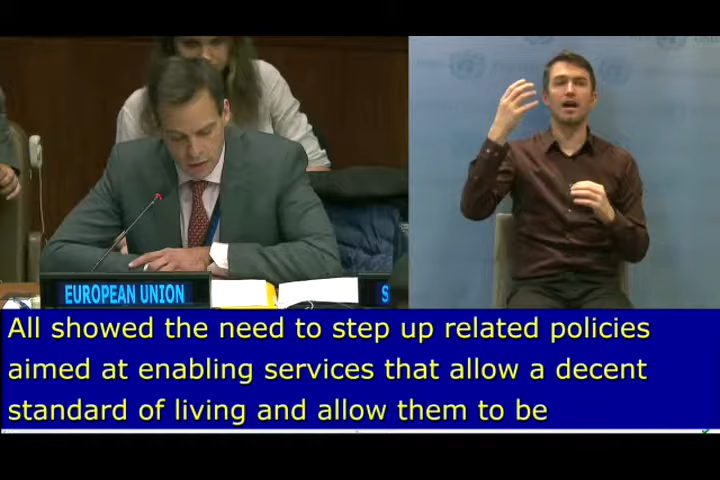 EUROPEAN UNION
S
All showed the need to step up related policies
aimed at enabling services that allow a decent
standard of living and allow them to be